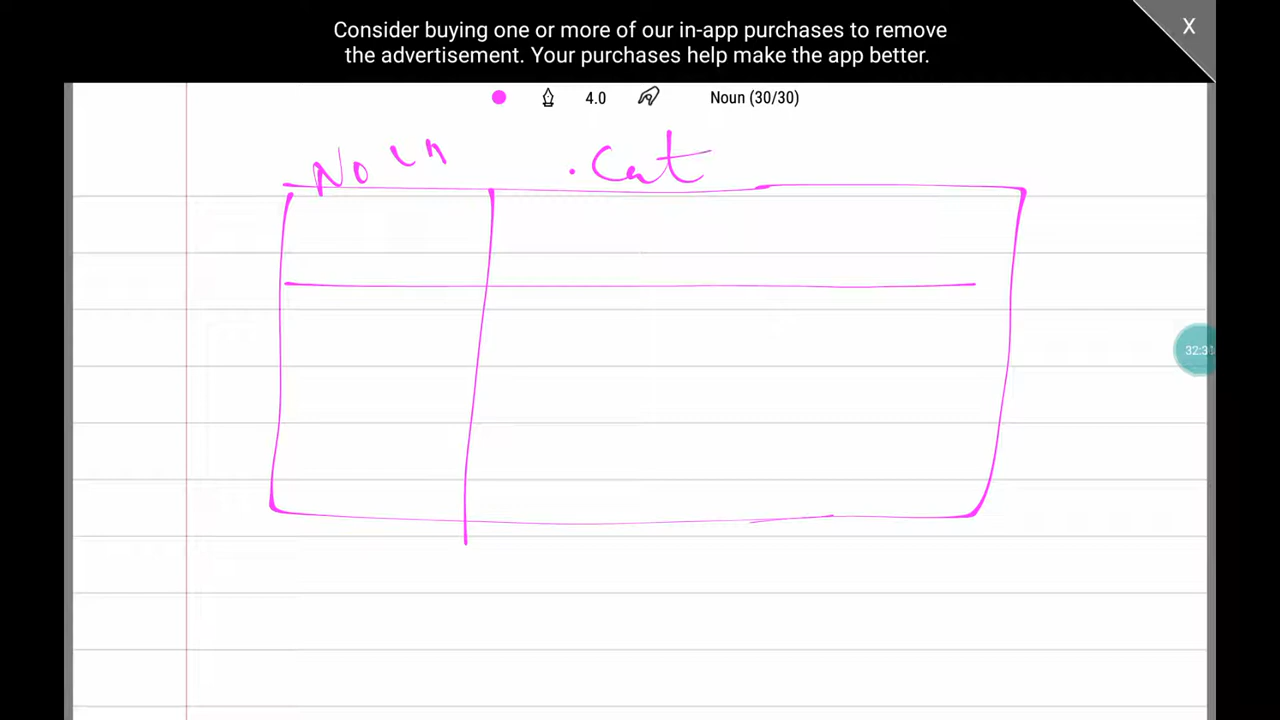 Consider buying one or more of our in-app purchases to remove
the advertisement. Your purchases help make the app better.
X
4.0 Noun (30/30)
Noun .Cat